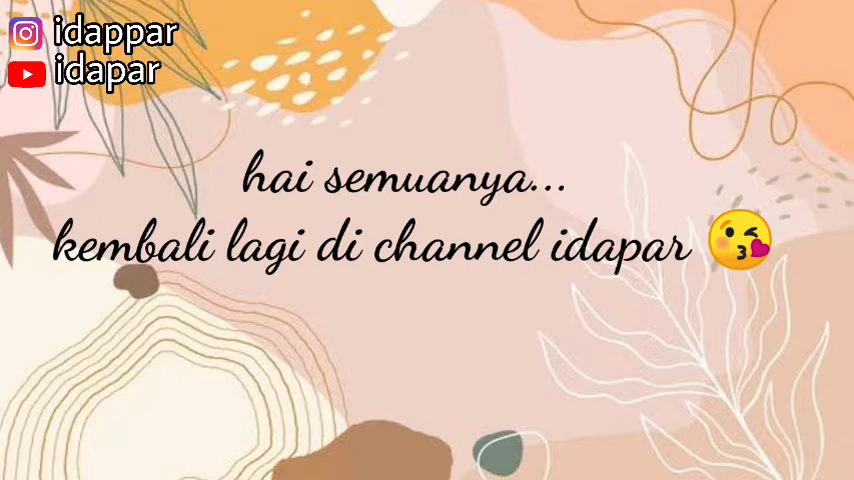 idappar
idapar
hai semuanya...
kembali lagi di channel idapar 😘